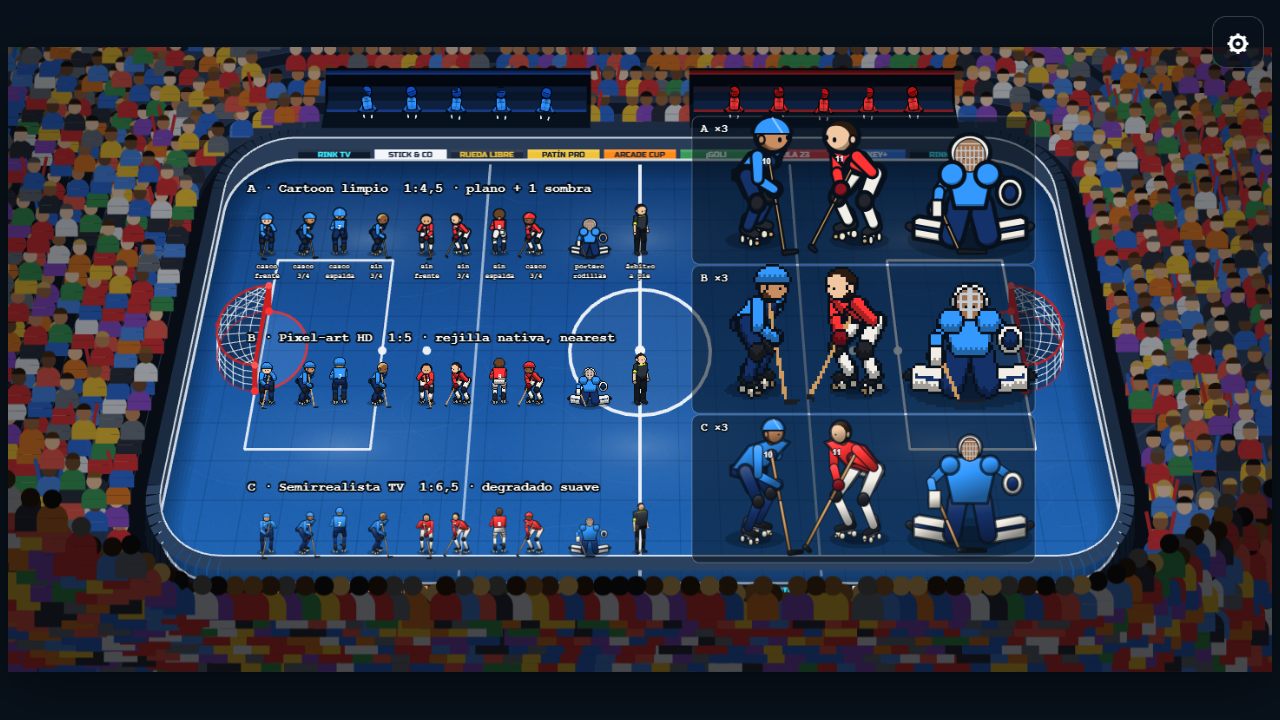 RINK TV STICK & CO RUEDA LIBRE PATÍN PRO ARCADE CUP ¡GOL!
A ×3
10
11
A · Cartoon limpio 1:4,5 · plano + 1 sombra
casco frente
casco 3/4
casco espalda
sin 3/4
sin frente
sin 3/4
sin espalda
casco 3/4
portero rodillas
árbitro a pie
B ×3
B · Pixel-art HD 1:5 · rejilla nativa, nearest
C ×3
10
11
C · Semirrealista TV 1:6,5 · degradado suave